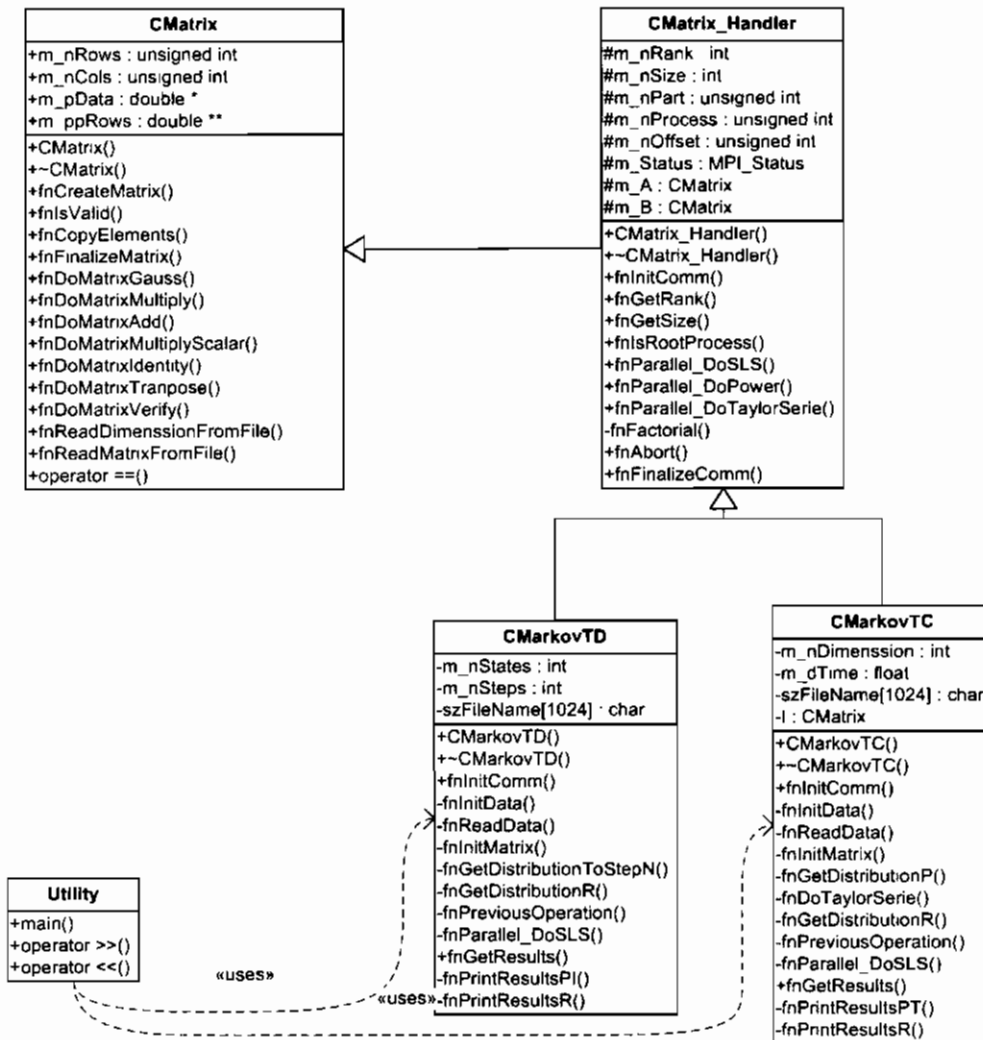 CMatrix
+m_nRows : unsigned int
+m_nCols : unsigned int
+m_pData : double *
+m_ppRows : double **
+CMatrix()
+~CMatrix()
+fnCreateMatrix()
+fnIsValid()
+fnCopyElements()
+fnFinalizeMatrix()
+fnDoMatrixGauss()
+fnDoMatrixMultiply()
+fnDoMatrixAdd()
+fnDoMatrixMultiplyScalar()
+fnDoMatrixIdentity()
+fnDoMatrixTranpose()
+fnDoMatrixVerify()
+fnReadDimenssionFromFile()
+fnReadMatrixFromFile()
+operator ==()
CMatrix_Handler
#m_nRank int
#m_nSize : int
#m_nPart : unsigned int
#m_nProcess : unsigned int
#m_nOffset : unsigned int
#m_Status : MPI_Status
#m_A : CMatrix
#m_B : CMatrix
+CMatrix_Handler()
+~CMatrix_Handler()
+fnInitComm()
+fnGetRank()
+fnGetSize()
+fnIsRootProcess()
+fnParallel_DoSLS()
+fnParallel_DoPower()
+fnParallel_DoTaylorSerie()
-fnFactorial()
+fnAbort()
+fnFinalizeComm()
CMarkovTD
-m_nStates : int
-m_nSteps : int
-szFileName[1024] : char
+CMarkovTD()
+~CMarkovTD()
+fnInitComm()
-fnInitData()
-fnReadData()
-fnInitMatrix()
-fnGetDistributionToStepN()
-fnGetDistributionR()
-fnPreviousOperation()
-fnParallel_DoSLS()
+fnGetResults()
-fnPrintResultsPI()
-fnPrintResultsR()
CMarkovTC
-m_nDimenssion : int
-m_dTime : float
-szFileName[1024] : char
-I : CMatrix
+CMarkovTC()
+~CMarkovTC()
+fnInitComm()
-fnInitData()
-fnReadData()
-fnInitMatrix()
-fnGetDistributionP()
-fnDoTaylorSerie()
-fnGetDistributionR()
-fnPreviousOperation()
-fnParallel_DoSLS()
+fnGetResults()
-fnPrintResultsPT()
-fnPrintResultsR()
Utility
+main()
+operator >>()
+operator <<()
«uses»
«uses»